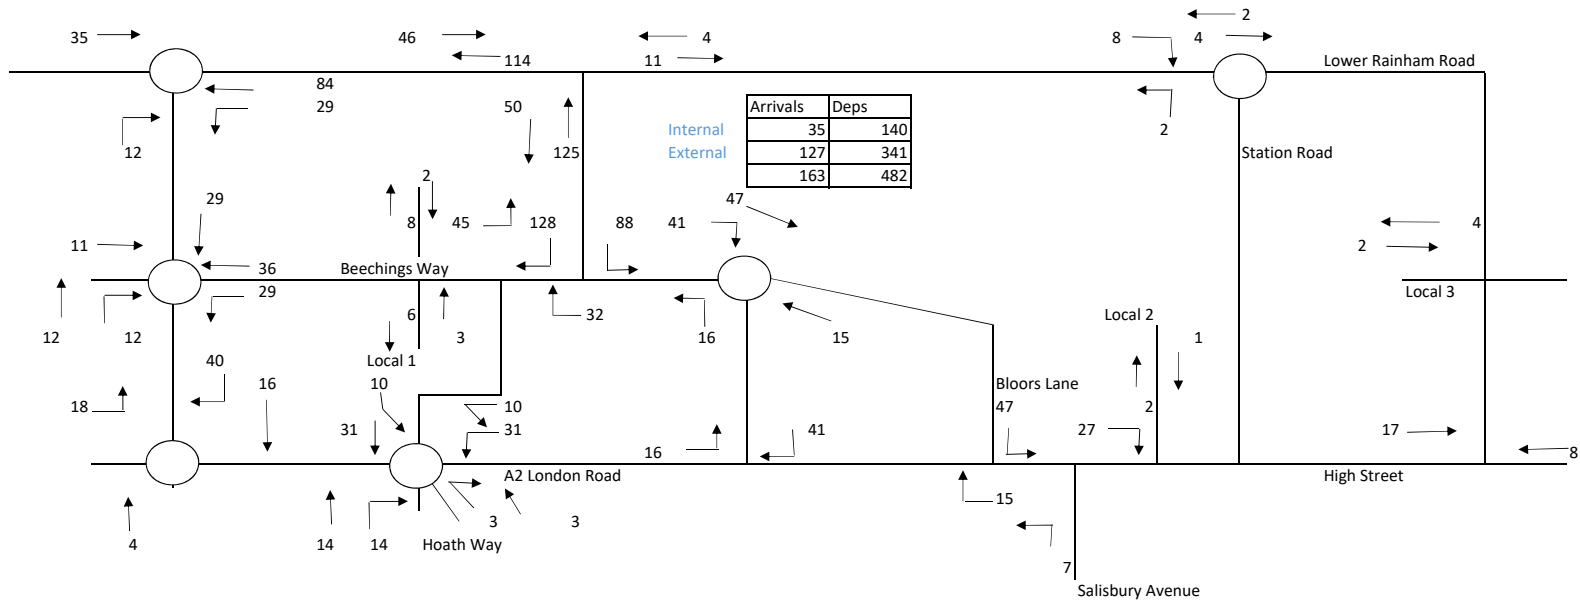 2
35 46 4 8 4
114 11 Lower Rainham Road
84
29 50 Arrivals Deps
Internal 35 140
12 125 External 127 341 Station Road
2
163 482
2
29 47
8 45 128 88 41 4
11 2
36 Beechings Way
29 Local 3
6 32 Local 2
12 12 3 16 15 1
40 Local 1
16 10 Bloors Lane
18 10 47 2
31 31 16 41 27 17
8
A2 London Road High Street
15
3 3
4 14 14 Hoath Way
7
Salisbury Avenue